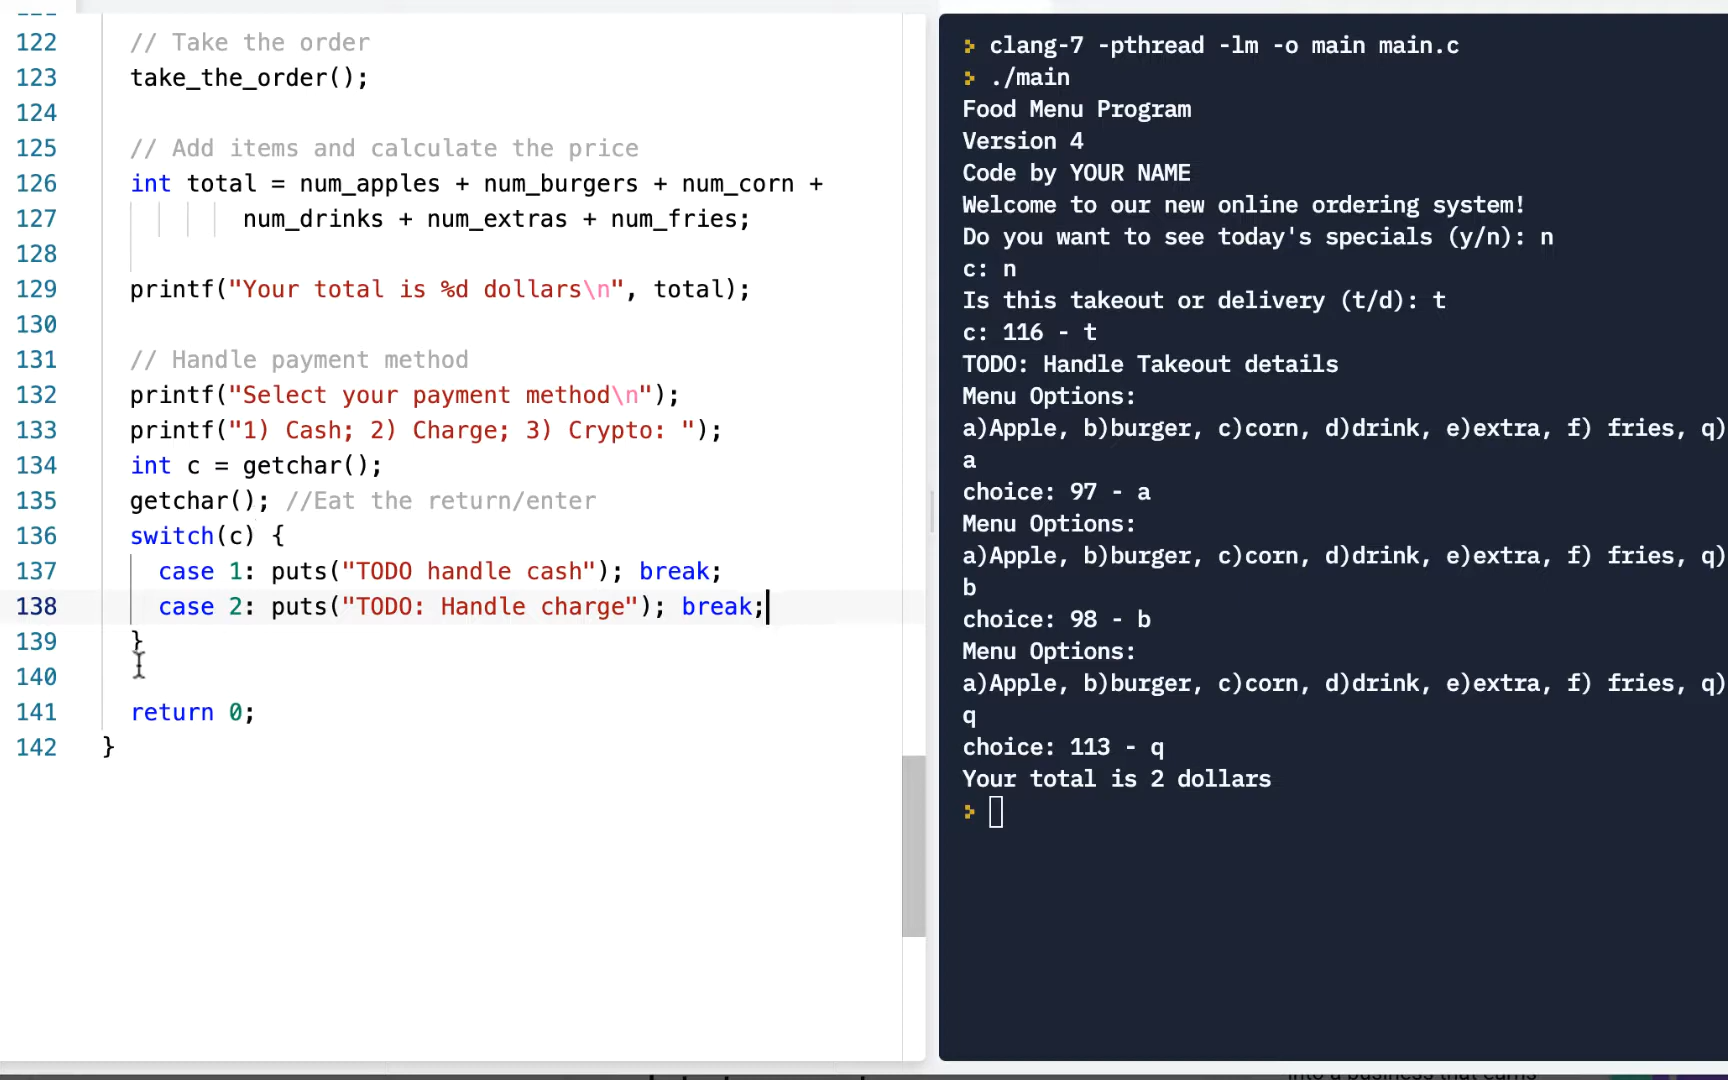 122 // Take the order
123 take_the_order();
124
125 // Add items and calculate the price
126 int total = num_apples + num_burgers + num_corn +
127 num_drinks + num_extras + num_fries;
128
129 printf("Your total is %d dollars\n", total);
130
131 // Handle payment method
132 printf("Select your payment method\n");
133 printf("1) Cash; 2) Charge; 3) Crypto: ");
134 int c = getchar();
135 getchar(); //Eat the return/enter
136 switch(c) {
137 case 1: puts("TODO handle cash"); break;
138 case 2: puts("TODO: Handle charge"); break;
139 }
140
141 return 0;
142 }
> clang-7 -pthread -lm -o main main.c
> ./main
Food Menu Program
Version 4
Code by YOUR NAME
Welcome to our new online ordering system!
Do you want to see today's specials (y/n): n
c: n
Is this takeout or delivery (t/d): t
c: 116 - t
TODO: Handle Takeout details
Menu Options:
a)Apple, b)burger, c)corn, d)drink, e)extra, f) fries, q)
a
choice: 97 - a
Menu Options:
a)Apple, b)burger, c)corn, d)drink, e)extra, f) fries, q)
b
choice: 98 - b
Menu Options:
a)Apple, b)burger, c)corn, d)drink, e)extra, f) fries, q)
q
choice: 113 - q
Your total is 2 dollars
>